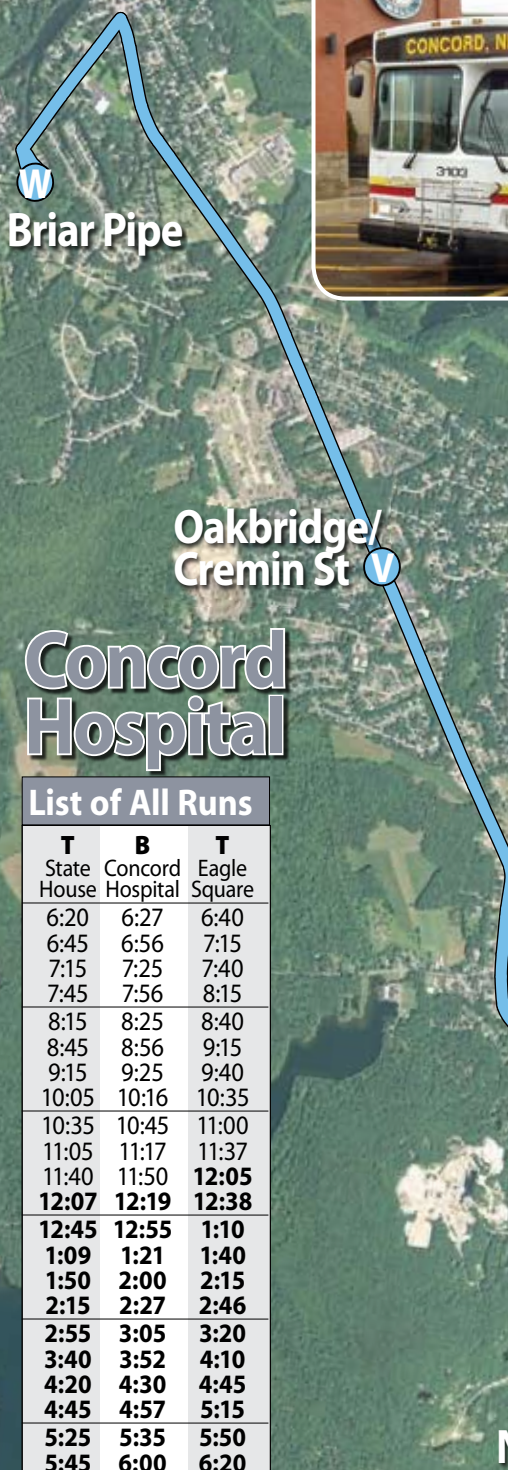 CONCORD, N
3103
W
Briar Pipe
Oakbridge/
Cremin St V
Concord
Hospital
List of All Runs
T B T
State Concord Eagle
House Hospital Square
6:20 6:27 6:40
6:45 6:56 7:15
7:15 7:25 7:40
7:45 7:56 8:15
8:15 8:25 8:40
8:45 8:56 9:15
9:15 9:25 9:40
10:05 10:16 10:35
10:35 10:45 11:00
11:05 11:17 11:37
11:40 11:50 12:05
12:07 12:19 12:38
12:45 12:55 1:10
1:09 1:21 1:40
1:50 2:00 2:15
2:15 2:27 2:46
2:55 3:05 3:20
3:40 3:52 4:10
4:20 4:30 4:45
4:45 4:57 5:15
5:25 5:35 5:50
5:45 6:00 6:20